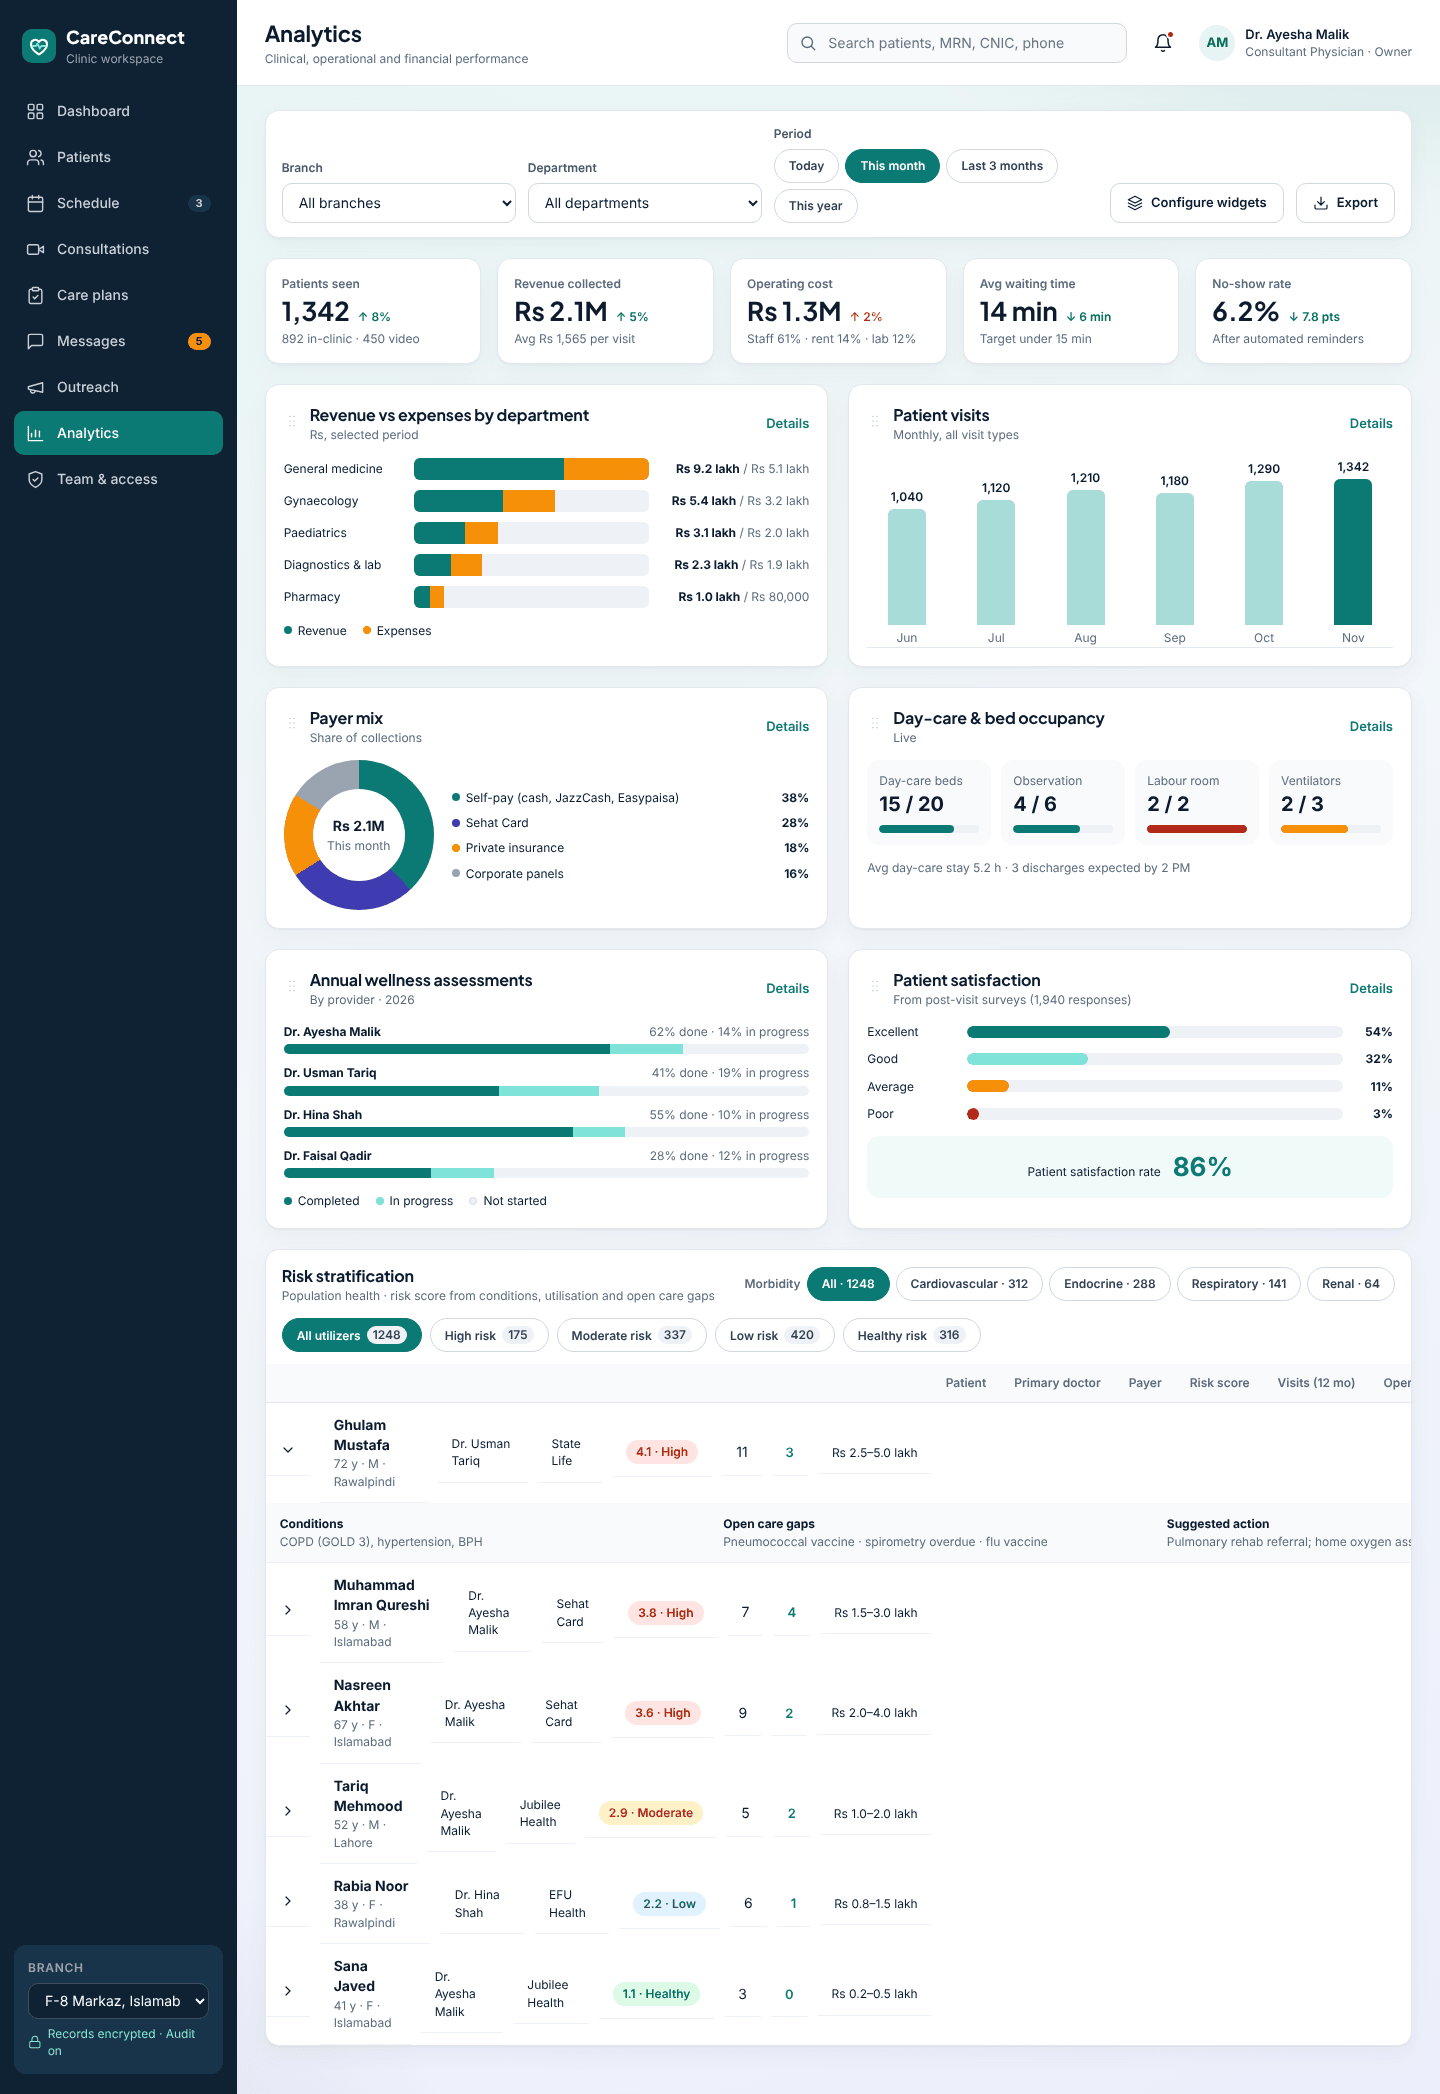 CareConnect
Clinic workspace
Dashboard
Patients
Schedule 3
Consultations
Care plans
Messages 5
Outreach
Analytics
Team & access
BRANCH
F-8 Markaz, Islamab
Records encrypted · Audit
on
Analytics
Clinical, operational and financial performance
Search patients, MRN, CNIC, phone
AM
Dr. Ayesha Malik
Consultant Physician · Owner
Branch
All branches
Department
All departments
Period
Today
This month
Last 3 months
This year
Configure widgets
Export
Patients seen
1,342 ↑ 8%
892 in-clinic · 450 video
Revenue collected
Rs 2.1M ↑ 5%
Avg Rs 1,565 per visit
Operating cost
Rs 1.3M ↑ 2%
Staff 61% · rent 14% · lab 12%
Avg waiting time
14 min ↓ 6 min
Target under 15 min
No-show rate
6.2% ↓ 7.8 pts
After automated reminders
Revenue vs expenses by department
Rs, selected period
Details
General medicine Rs 9.2 lakh / Rs 5.1 lakh
Gynaecology Rs 5.4 lakh / Rs 3.2 lakh
Paediatrics Rs 3.1 lakh / Rs 2.0 lakh
Diagnostics & lab Rs 2.3 lakh / Rs 1.9 lakh
Pharmacy Rs 1.0 lakh / Rs 80,000
Revenue Expenses
Patient visits
Monthly, all visit types
Details
1,040 1,120 1,210 1,180 1,290 1,342
Jun Jul Aug Sep Oct Nov
Payer mix
Share of collections
Details
Rs 2.1M
This month
Self-pay (cash, JazzCash, Easypaisa) 38%
Sehat Card 28%
Private insurance 18%
Corporate panels 16%
Day-care & bed occupancy
Live
Details
Day-care beds
15 / 20
Observation
4 / 6
Labour room
2 / 2
Ventilators
2 / 3
Avg day-care stay 5.2 h · 3 discharges expected by 2 PM
Annual wellness assessments
By provider · 2026
Details
Dr. Ayesha Malik 62% done · 14% in progress
Dr. Usman Tariq 41% done · 19% in progress
Dr. Hina Shah 55% done · 10% in progress
Dr. Faisal Qadir 28% done · 12% in progress
Completed In progress Not started
Patient satisfaction
From post-visit surveys (1,940 responses)
Details
Excellent 54%
Good 32%
Average 11%
Poor 3%
Patient satisfaction rate 86%
Risk stratification
Population health · risk score from conditions, utilisation and open care gaps
Morbidity All · 1248 Cardiovascular · 312 Endocrine · 288 Respiratory · 141 Renal · 64
All utilizers 1248 High risk 175 Moderate risk 337 Low risk 420 Healthy risk 316
Patient Primary doctor Payer Risk score Visits (12 mo) Oper
Ghulam
Mustafa
72 y · M ·
Rawalpindi
Dr. Usman
Tariq
State
Life
4.1 · High 11 3 Rs 2.5–5.0 lakh
Conditions
COPD (GOLD 3), hypertension, BPH
Open care gaps
Pneumococcal vaccine · spirometry overdue · flu vaccine
Suggested action
Pulmonary rehab referral; home oxygen ass
Muhammad
Imran Qureshi
58 y · M ·
Islamabad
Dr.
Ayesha
Malik
Sehat
Card
3.8 · High 7 4 Rs 1.5–3.0 lakh
Nasreen
Akhtar
67 y · F ·
Islamabad
Dr. Ayesha
Malik
Sehat
Card
3.6 · High 9 2 Rs 2.0–4.0 lakh
Tariq
Mehmood
52 y · M ·
Lahore
Dr.
Ayesha
Malik
Jubilee
Health
2.9 · Moderate 5 2 Rs 1.0–2.0 lakh
Rabia Noor
38 y · F ·
Rawalpindi
Dr. Hina
Shah
EFU
Health
2.2 · Low 6 1 Rs 0.8–1.5 lakh
Sana
Javed
41 y · F ·
Islamabad
Dr.
Ayesha
Malik
Jubilee
Health
1.1 · Healthy 3 0 Rs 0.2–0.5 lakh